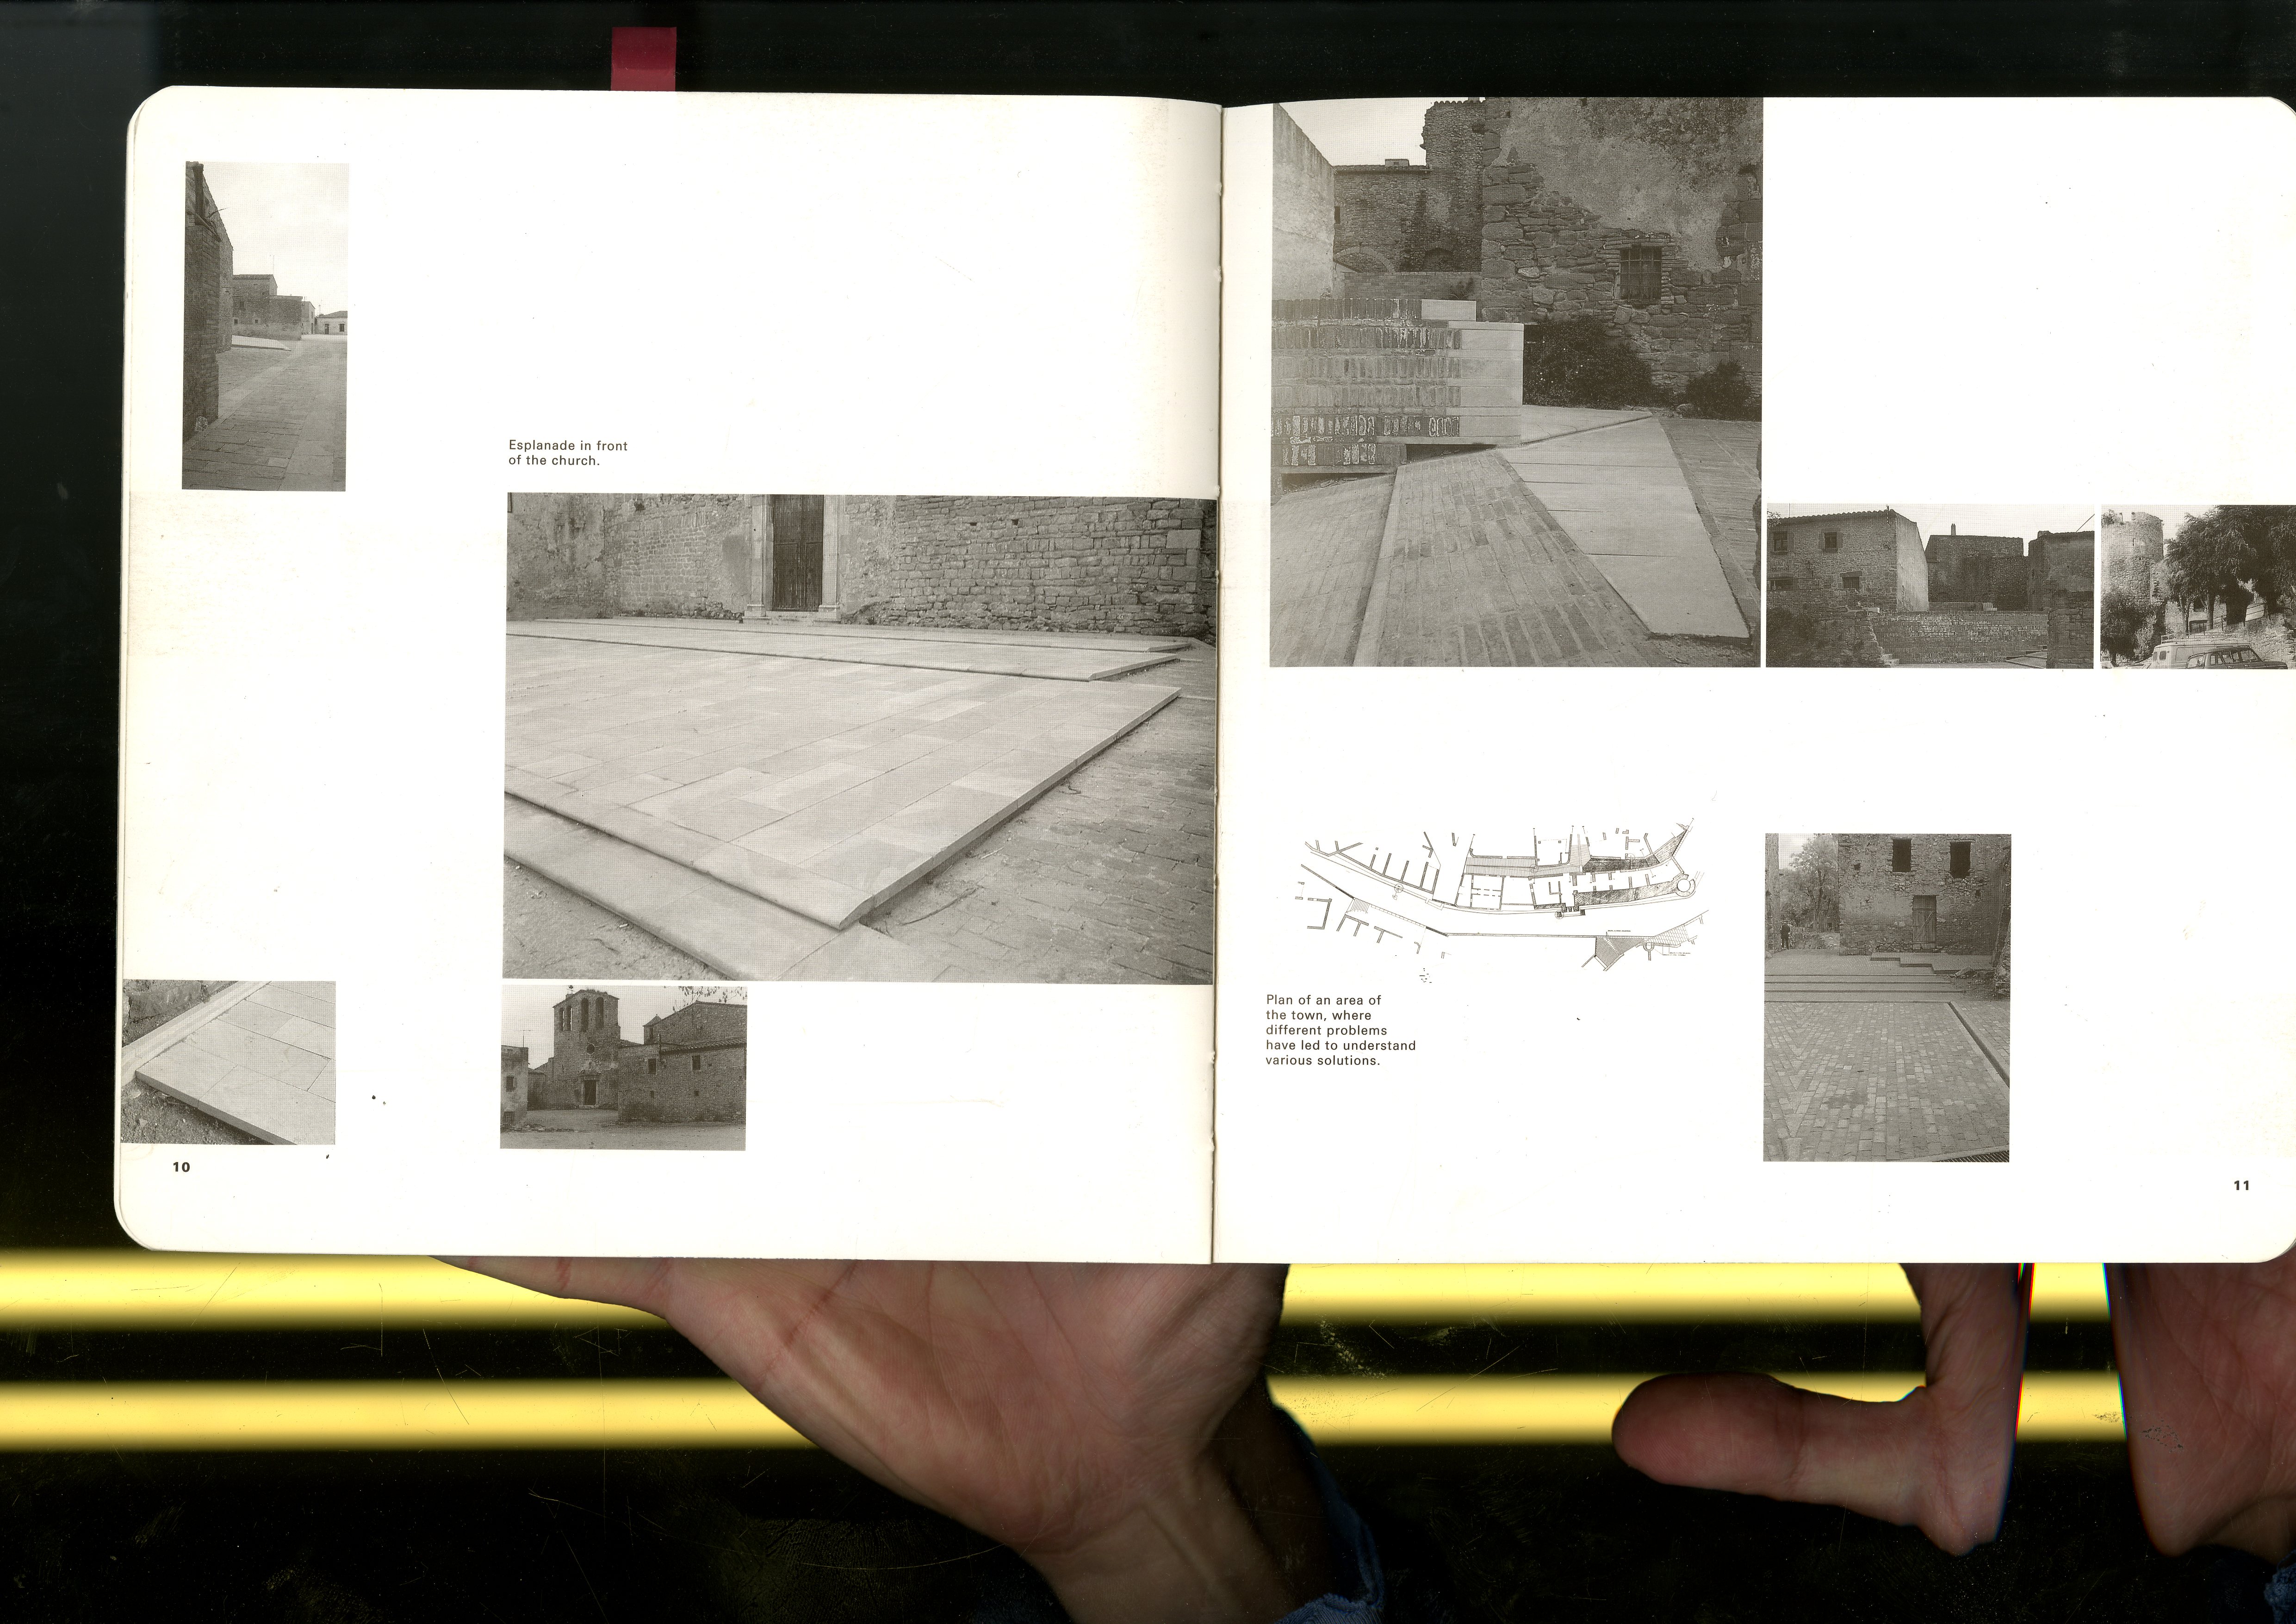 Esplanade in front
of the church.
10
Plan of an area of
the town, where
different problems
have led to understand
various solutions.
11